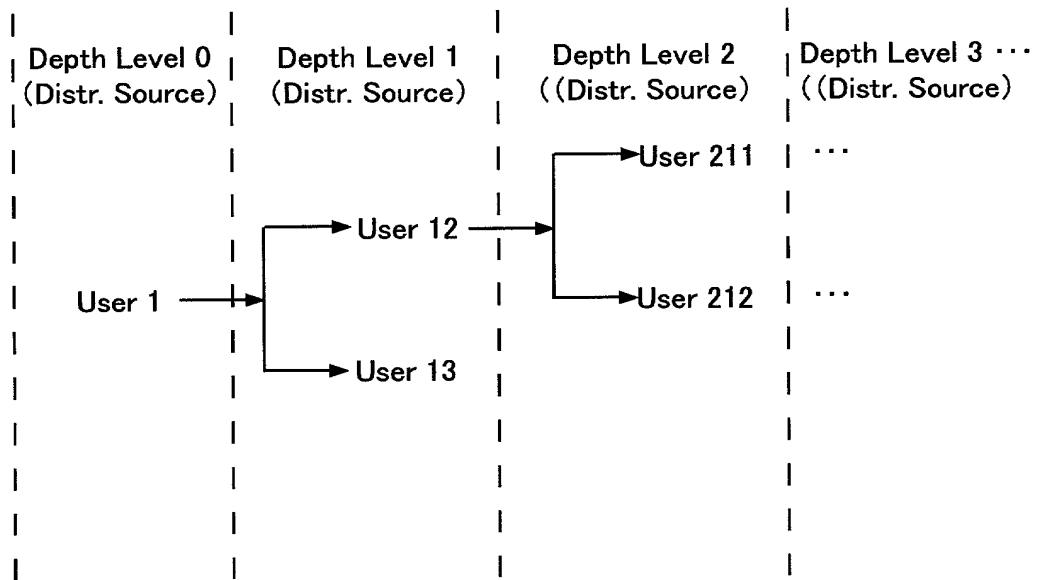 Depth Level 0
(Distr. Source)
Depth Level 1
(Distr. Source)
Depth Level 2
((Distr. Source)
Depth Level 3 ···
((Distr. Source)
User 211
···
User 12
User 1
User 212
···
User 13